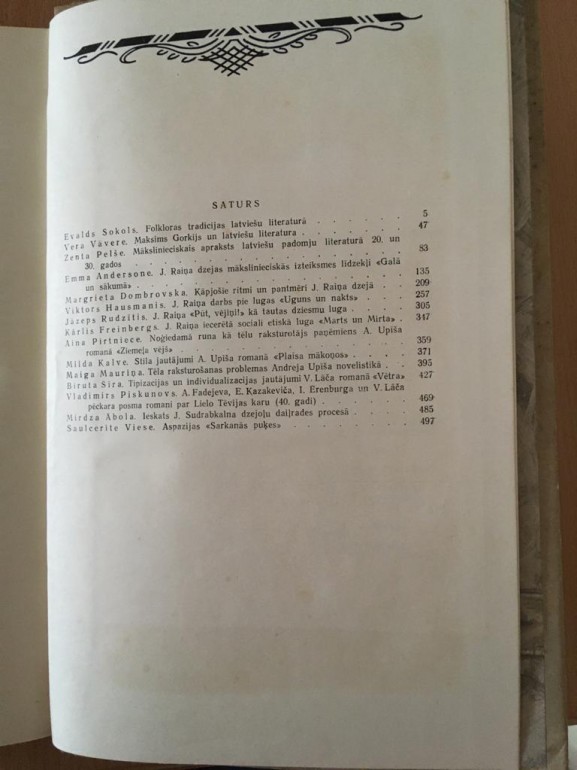 SATURS
Evalds Sokols. Folkloras tradīcijas latviešu literatūrā . . . . . . 5
Vera Vāvere. Maksims Gorkijs un latviešu literatūra . . . . . . 47
Zenta Pelše. Mākslinieciskais apraksts latviešu padomju literatūrā 20. un
30. gados . . . . . . . . . . . . 83
Emma Andersone. J. Raiņa dzejas mākslinieciskās izteiksmes līdzekļi «Galā
un sākumā» . . . . . . . . . . . . 135
Margrieta Dombrovska. Kāpjošie ritmi un pantmēri J. Raiņa dzejā . . 209
Viktors Hausmanis. J. Raiņa darbs pie lugas «Uguns un nakts» . . . 257
Jāzeps Rudzītis. J. Raiņa «Pūt, vējiņi!» kā tautas dziesmu luga . . . . 305
Kārlis Freinbergs. J. Raiņa iecerētā sociāli ētiskā luga «Marts un Mirta» . 347
Aina Pirtniece. Noģiedamā runa kā tēlu raksturotājs paņēmiens A. Upīša
romānā «Ziemeļa vējš» . . . . . . . . . . 359
Milda Kalve. Stila jautājumi A. Upīša romānā «Plaisa mākoņos» . . . 371
Maiga Mauriņa. Tēla raksturošanas problēmas Andreja Upīša novelistikā . . 395
Biruta Sira. Tipizācijas un individualizācijas jautājumi V. Lāča romānā «Vētra» 427
Vladimirs Piskunovs. A. Fadejeva, E. Kazakeviča, I. Erenburga un V. Lāča
pēckara posma romāni par Lielo Tēvijas karu (40. gadi) . . . . 469
Mirdza Ābola. Ieskats J. Sudrabkalna dzejoļu daiļrades procesā . . . . 485
Saulcerīte Viese. Aspazijas «Sarkanās puķes» . . . . . . . . 497